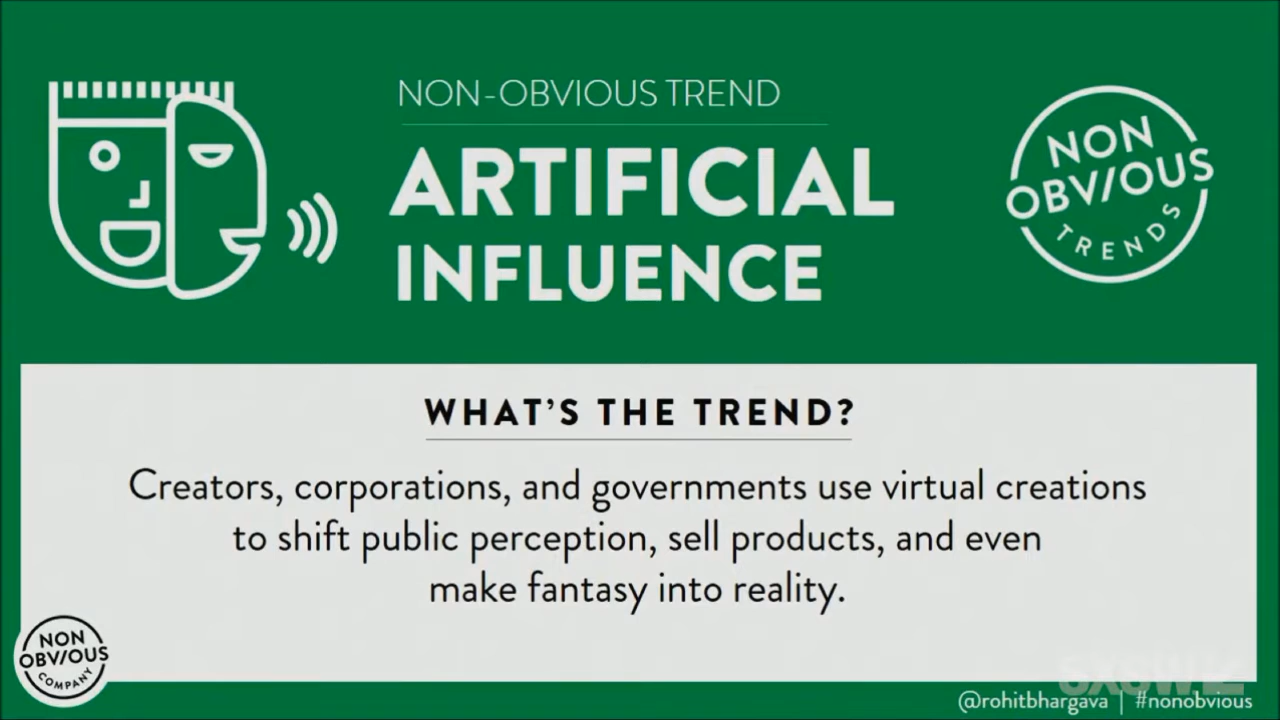 NON-OBVIOUS TREND
ARTIFICIAL
INFLUENCE
NON
OBV/OUS
TRENDS
WHAT'S THE TREND?
Creators, corporations, and governments use virtual creations
to shift public perception, sell products, and even
make fantasy into reality.
NON
OBV/OUS
COMPANY
SXSW
@rohitbhargava | #nonobvious